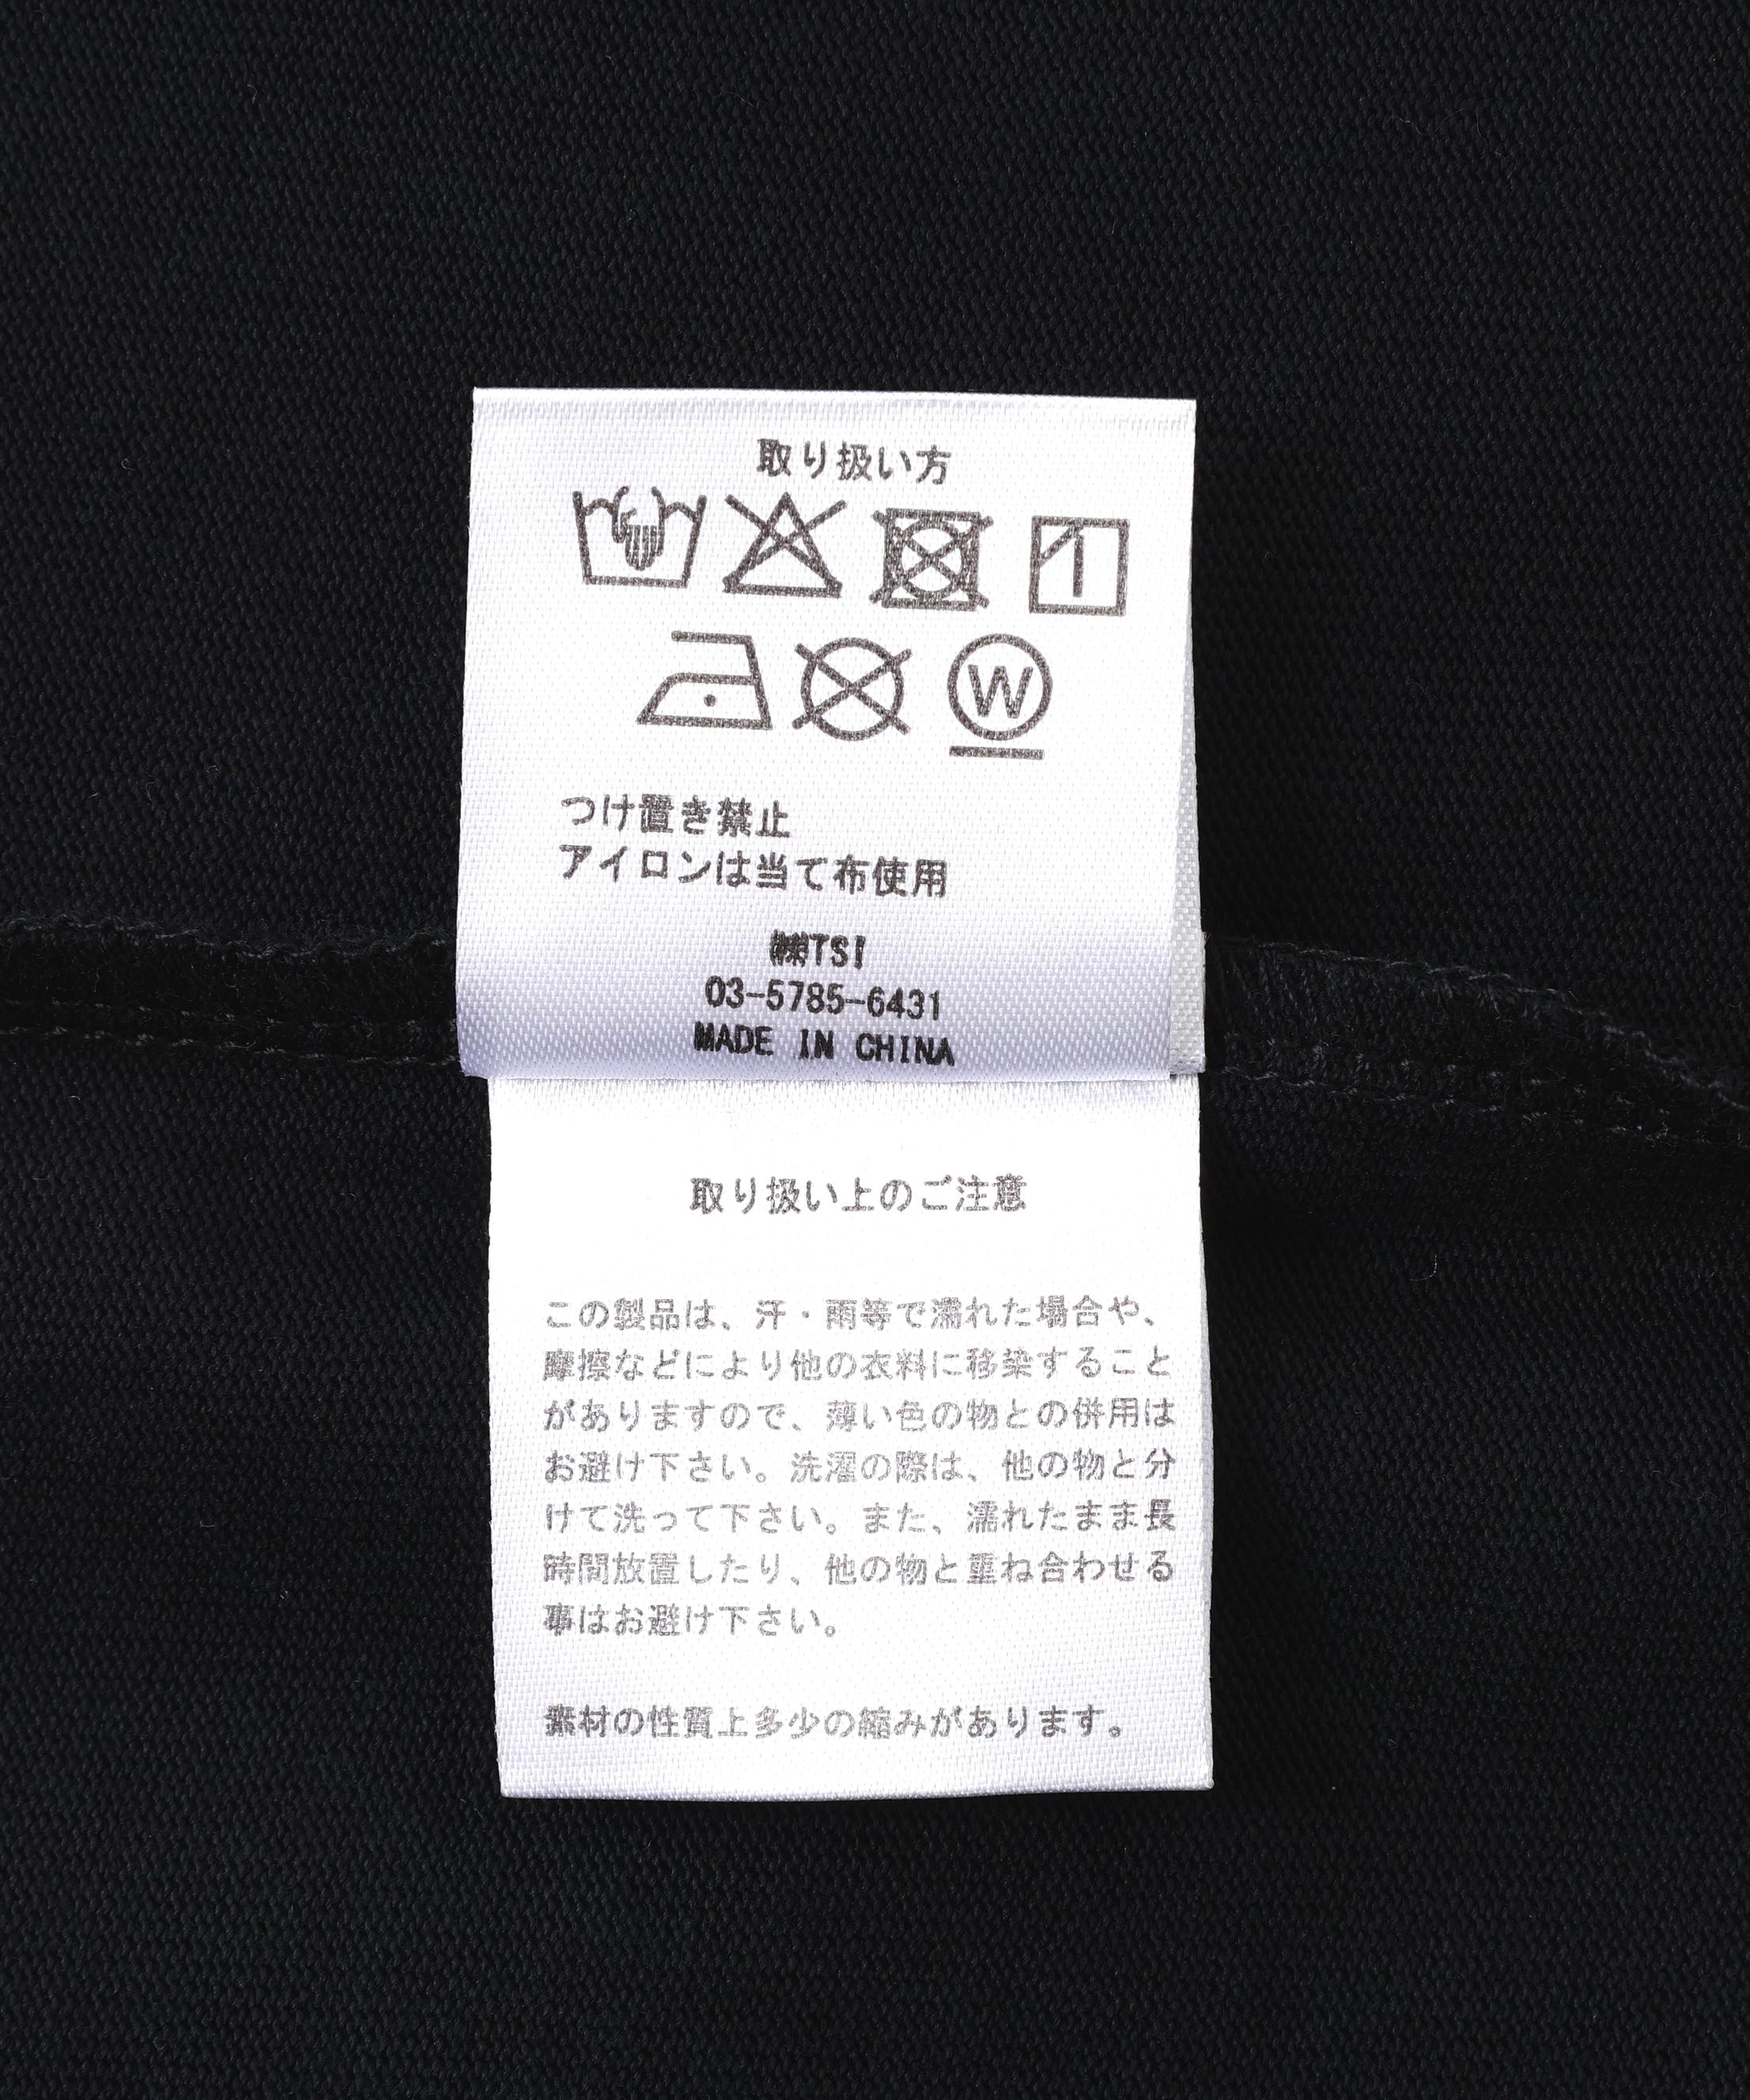 取り扱い方
W
つけ置き禁止
アイロンは当て布使用
㈱TSI
03-5785-6431
MADE IN CHINA
取り扱い上のご注意
この製品は、汗・雨等で濡れた場合や、
摩擦などにより他の衣料に移染すること
がありますので、薄い色の物との併用は
お避け下さい。洗濯の際は、他の物と分
けて洗って下さい。また、濡れたまま長
時間放置したり、他の物と重ね合わせる
事はお避け下さい。
素材の性質上多少の縮みがあります。